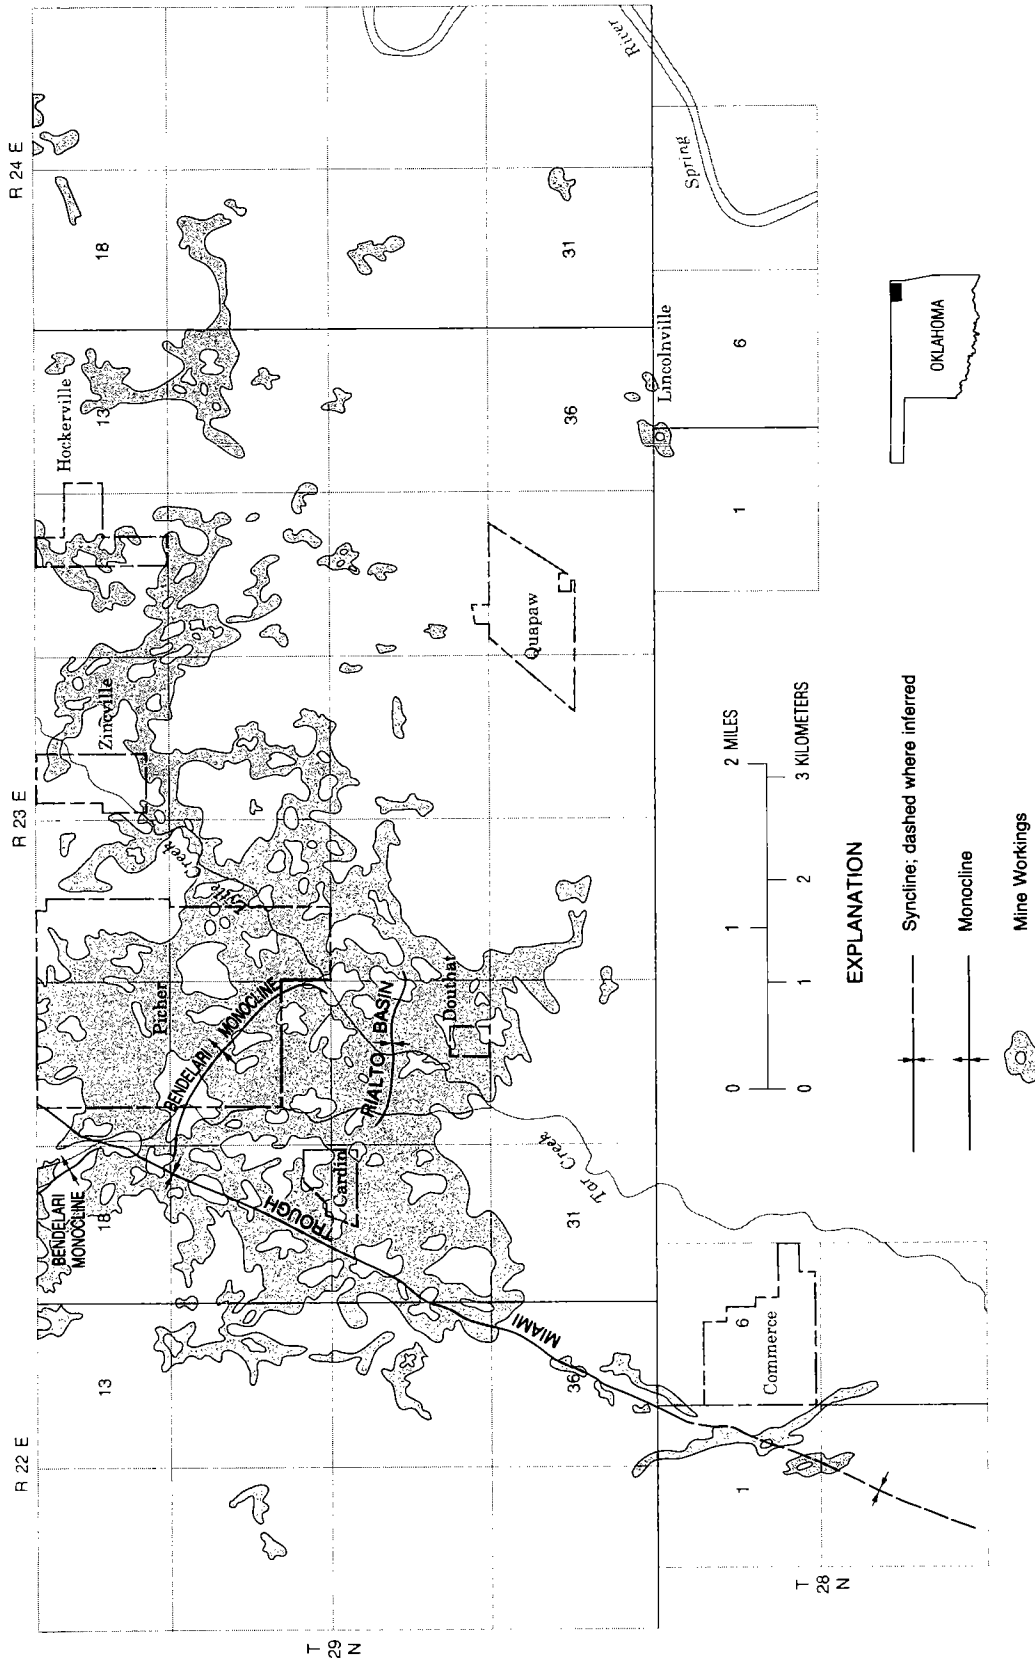 R 22 E
R 23 E
R 24 E
T
29
N
T
28
N
13
18
13
18
BENDELARI
MONOCLINE
Picher
Zincville
Hockerville
BENDELARI MONOCLINE
Lytle Creek
Cardin
TROUGH
RIALTO BASIN
Douthat
Quapaw
MIAMI
36
31
36
31
Tar Creek
Lincolnville
Spring River
1
6
Commerce
1
6
0 1 2 MILES
0 1 2 3 KILOMETERS
EXPLANATION
Syncline; dashed where inferred
Monocline
Mine Workings
OKLAHOMA